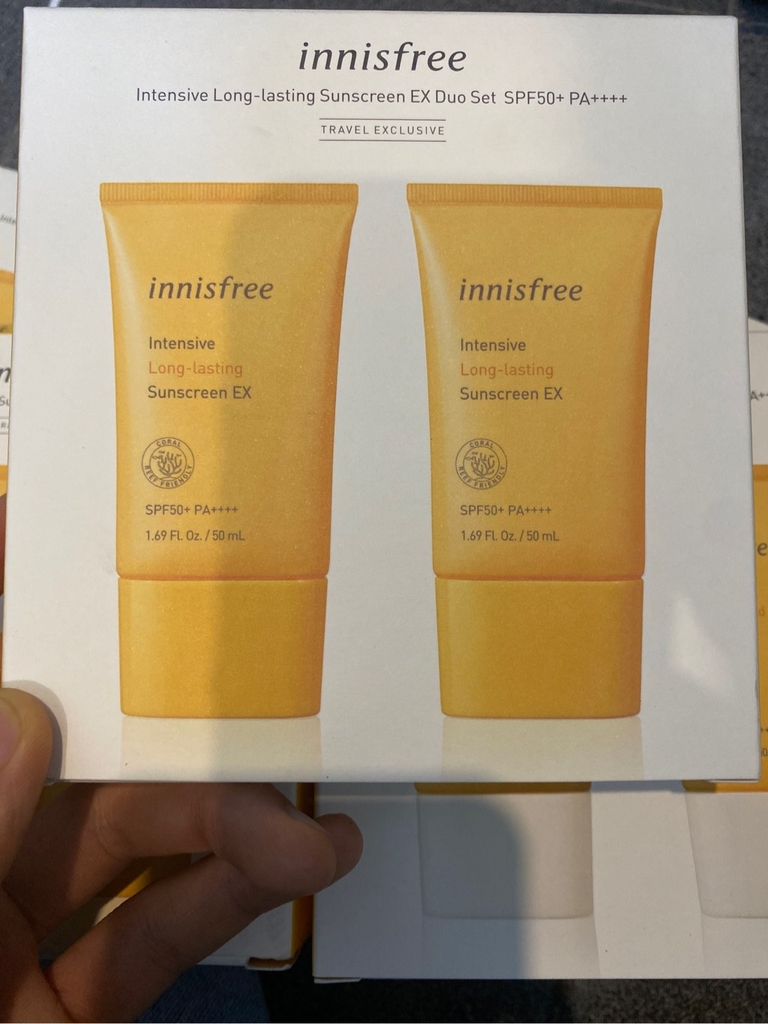 innisfree
Intensive Long-lasting Sunscreen EX Duo Set SPF50+ PA++++
TRAVEL EXCLUSIVE
innisfree
Intensive
Long-lasting
Sunscreen EX
CORAL
REEF FRIENDLY
SPF50+ PA++++
1.69 Fl. Oz. / 50 mL
innisfree
Intensive
Long-lasting
Sunscreen EX
CORAL
REEF FRIENDLY
SPF50+ PA++++
1.69 Fl. Oz. / 50 mL